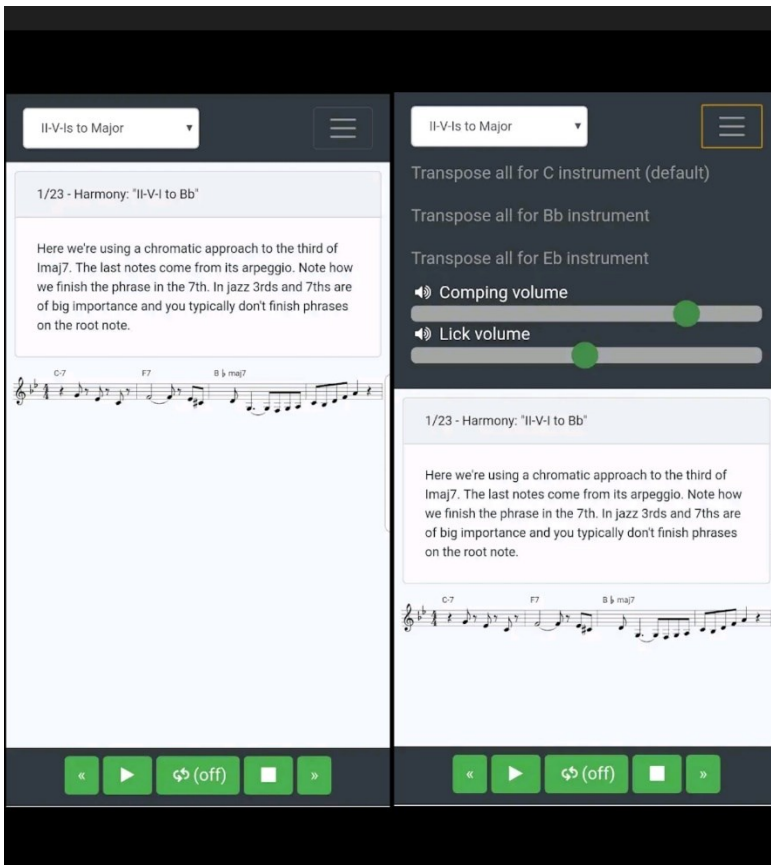 II-V-Is to Major
1/23 - Harmony: "II-V-I to Bb"
Here we're using a chromatic approach to the third of
Imaj7. The last notes come from its arpeggio. Note how
we finish the phrase in the 7th. In jazz 3rds and 7ths are
of big importance and you typically don't finish phrases
on the root note.
C-7 F7 B♭maj7
« (off) »
II-V-Is to Major
Transpose all for C instrument (default)
Transpose all for Bb instrument
Transpose all for Eb instrument
Comping volume
Lick volume
1/23 - Harmony: "II-V-I to Bb"
Here we're using a chromatic approach to the third of
Imaj7. The last notes come from its arpeggio. Note how
we finish the phrase in the 7th. In jazz 3rds and 7ths are
of big importance and you typically don't finish phrases
on the root note.
C-7 F7 B♭maj7
« (off) »